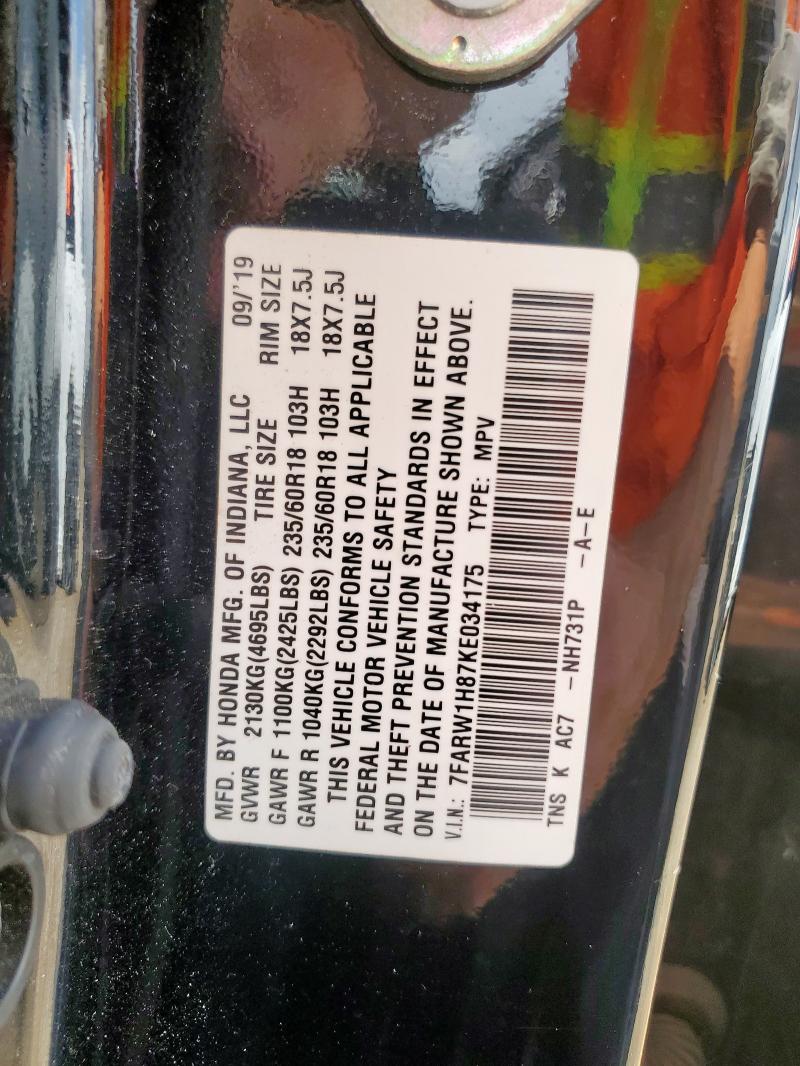 MFD. BY HONDA MFG. OF INDIANA, LLC 09/'19
GVWR 2130KG(4695LBS) TIRE SIZE RIM SIZE
GAWR F 1100KG(2425LBS) 235/60R18 103H 18X7.5J
GAWR R 1040KG(2292LBS) 235/60R18 103H 18X7.5J
THIS VEHICLE CONFORMS TO ALL APPLICABLE
FEDERAL MOTOR VEHICLE SAFETY
AND THEFT PREVENTION STANDARDS IN EFFECT
ON THE DATE OF MANUFACTURE SHOWN ABOVE.
V.I.N.: 7FARW1H87KE034175 TYPE: MPV
TNS K AC7 -NH731P -A-E